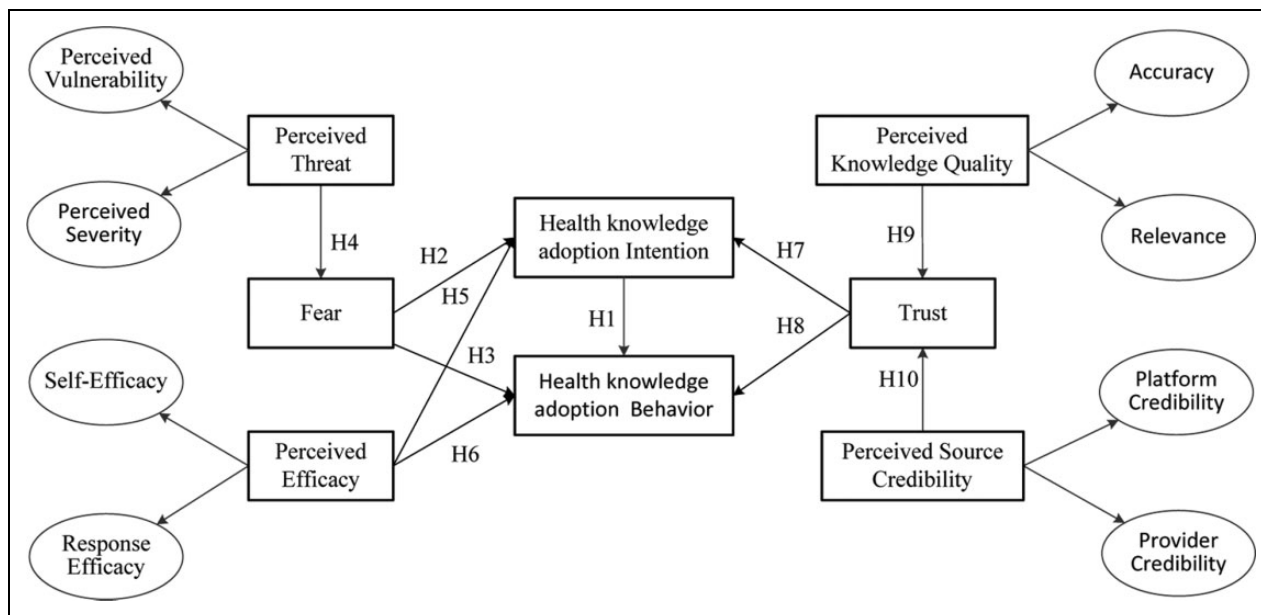 Perceived
Vulnerability
Perceived
Severity
Perceived
Threat
H4
Fear
Self-Efficacy
Response
Efficacy
Perceived
Efficacy
H2
H5
H3
H6
Health knowledge
adoption Intention
H1
Health knowledge
adoption Behavior
H7
H8
Perceived
Knowledge Quality
H9
Trust
H10
Perceived Source
Credibility
Accuracy
Relevance
Platform
Credibility
Provider
Credibility